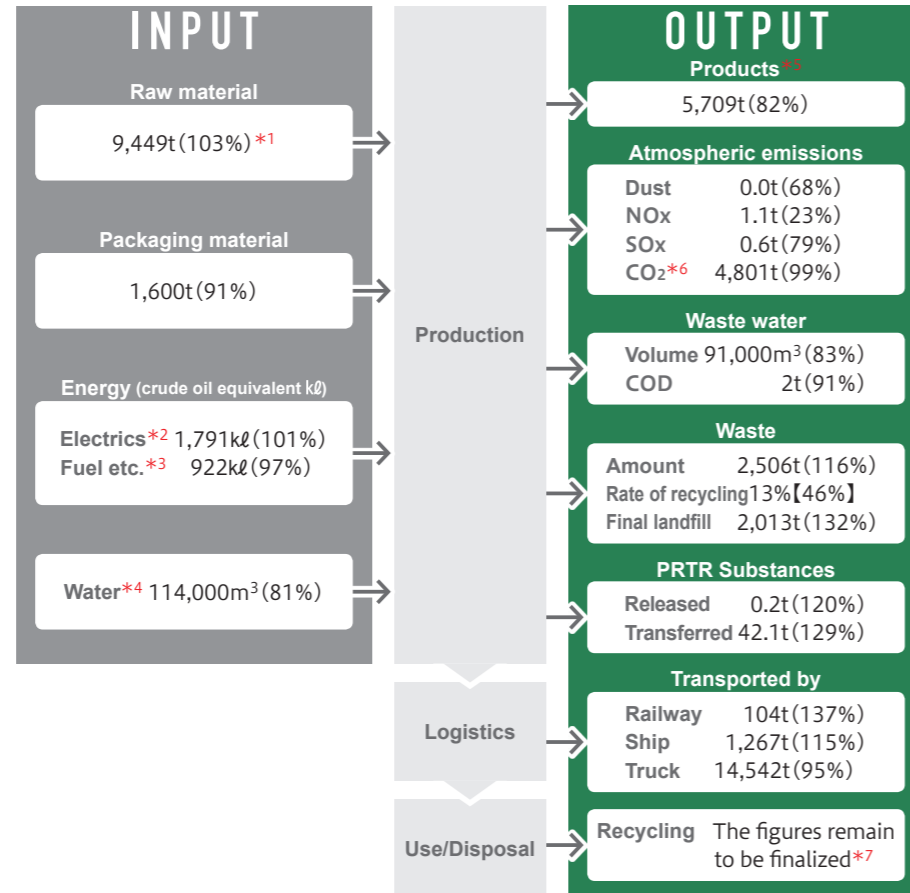 INPUT
Raw material
9,449t(103%) *1
Packaging material
1,600t(91%)
Energy (crude oil equivalent kℓ)
Electrics*2 1,791kℓ(101%)
Fuel etc.*3 922kℓ(97%)
Water*4 114,000m³(81%)
Production
Logistics
Use/Disposal
OUTPUT
Products*5
5,709t(82%)
Atmospheric emissions
Dust 0.0t(68%)
NOx 1.1t(23%)
SOx 0.6t(79%)
CO2*6 4,801t(99%)
Waste water
Volume 91,000m³(83%)
COD 2t(91%)
Waste
Amount 2,506t(116%)
Rate of recycling13%【46%】
Final landfill 2,013t(132%)
PRTR Substances
Released 0.2t(120%)
Transferred 42.1t(129%)
Transported by
Railway 104t(137%)
Ship 1,267t(115%)
Truck 14,542t(95%)
Recycling The figures remain
to be finalized*7